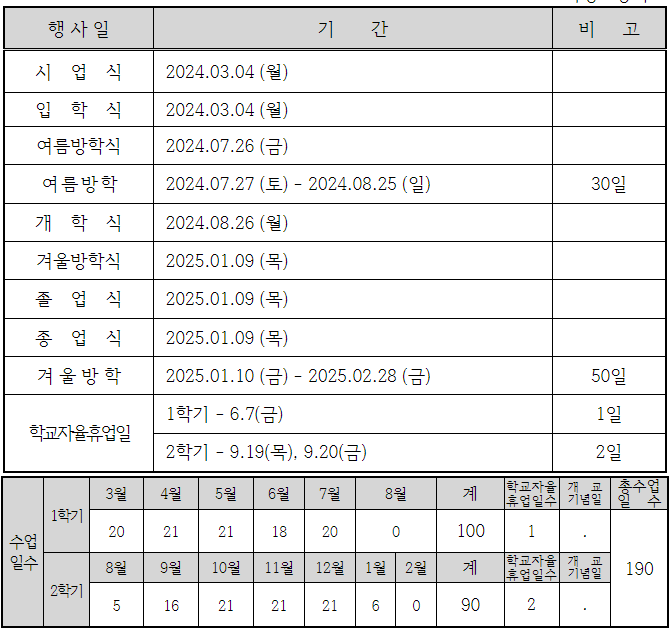 행 사 일 기 간 비 고
시 업 식 2024.03.04 (월)
입 학 식 2024.03.04 (월)
여름방학식 2024.07.26 (금)
여 름 방 학 2024.07.27 (토) - 2024.08.25 (일) 30일
개 학 식 2024.08.26 (월)
겨울방학식 2025.01.09 (목)
졸 업 식 2025.01.09 (목)
종 업 식 2025.01.09 (목)
겨 울 방 학 2025.01.10 (금) - 2025.02.28 (금) 50일
학교자율휴업일 1학기 - 6.7(금) 1일
2학기 - 9.19(목), 9.20(금) 2일
수업
일수
1학기 3월 4월 5월 6월 7월 8월 계 학교자율
휴업일수 개 교
기념일 총수업
일 수
20 21 21 18 20 0 100 1 .
2학기 8월 9월 10월 11월 12월 1월 2월 계 학교자율
휴업일수 개 교
기념일 190
5 16 21 21 21 6 0 90 2 .